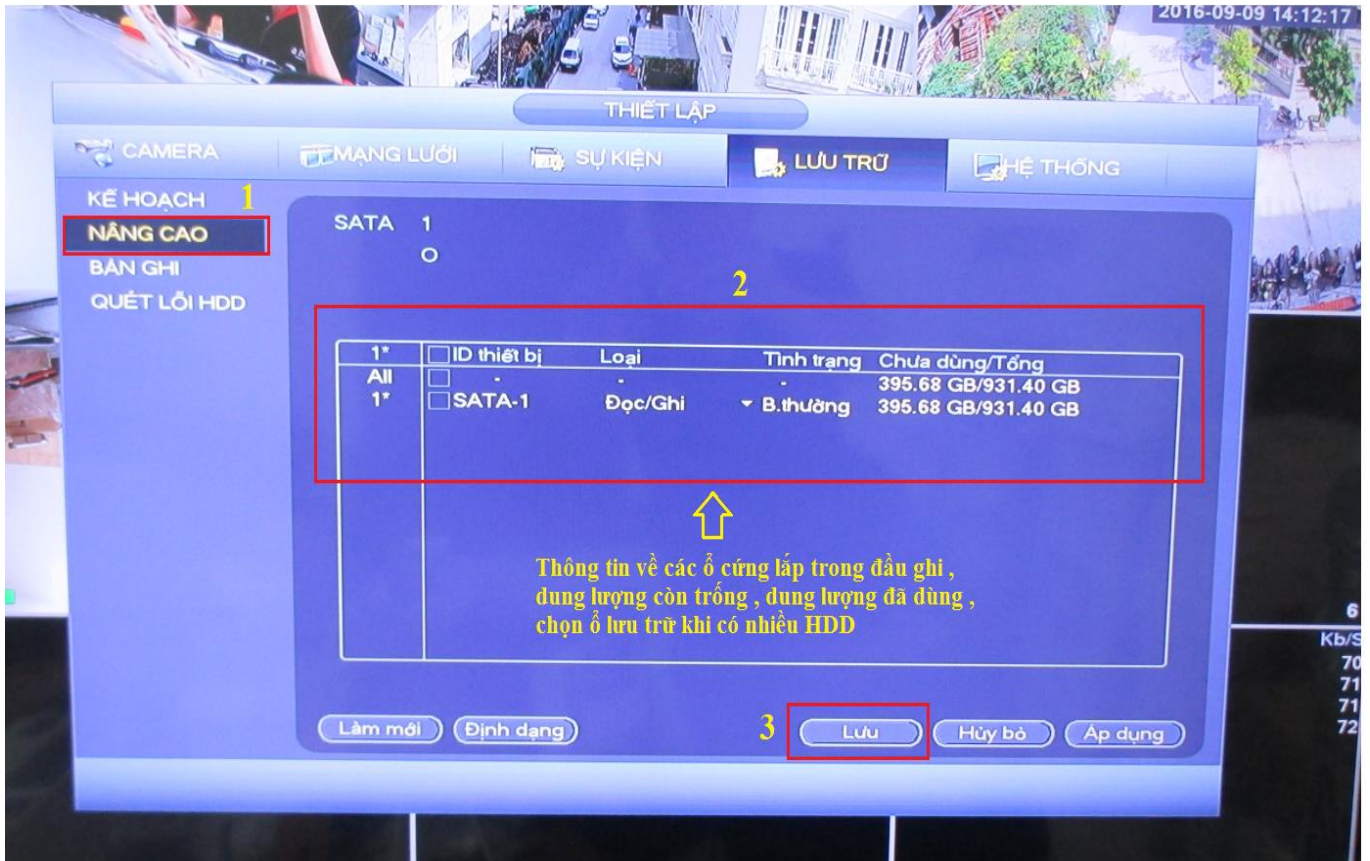 2016-09-09 14:12:17
THIẾT LẬP
CAMERA
MẠNG LƯỚI
SỰ KIỆN
LƯU TRỮ
HỆ THỐNG
KẾ HOẠCH
1
NÂNG CAO
BẢN GHI
QUÉT LỖI HDD
SATA 1
O
2
1* ID thiết bị Loại Tình trạng Chưa dùng/Tổng
All - - - 395.68 GB/931.40 GB
1* SATA-1 Đọc/Ghi B.thường 395.68 GB/931.40 GB
Thông tin về các ổ cứng lắp trong đầu ghi ,
dung lượng còn trống , dung lượng đã dùng ,
chọn ổ lưu trữ khi có nhiều HDD
6
Kb/S
70
71
71
72
Làm mới
Định dạng
3
Lưu
Hủy bỏ
Áp dụng